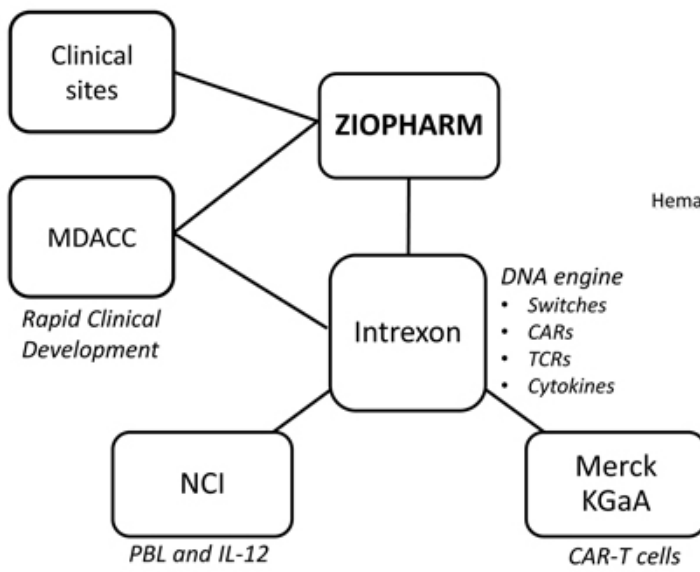 Clinical
sites
ZIOPHARM
MDACC
Hema
Rapid Clinical
Development
Intrexon
DNA engine
• Switches
• CARs
• TCRs
• Cytokines
NCI
PBL and IL-12
Merck
KGaA
CAR-T cells